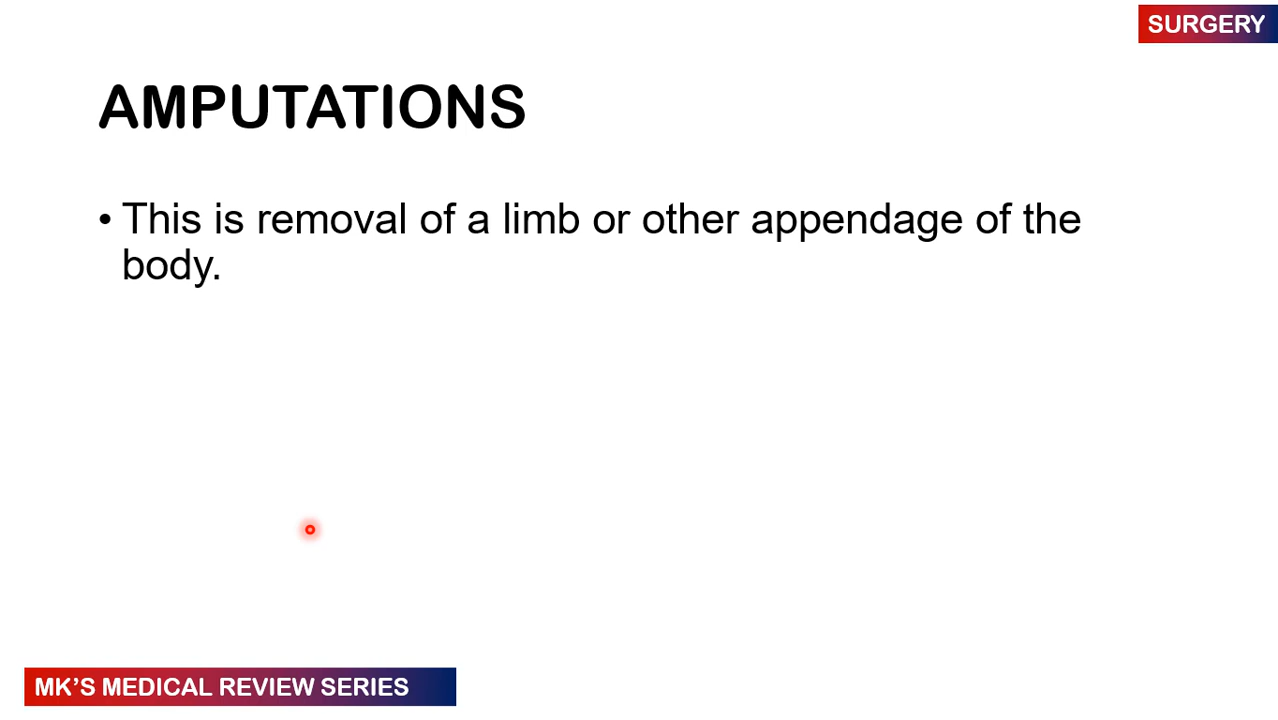 SURGERY
AMPUTATIONS
• This is removal of a limb or other appendage of the
body.
MK’S MEDICAL REVIEW SERIES